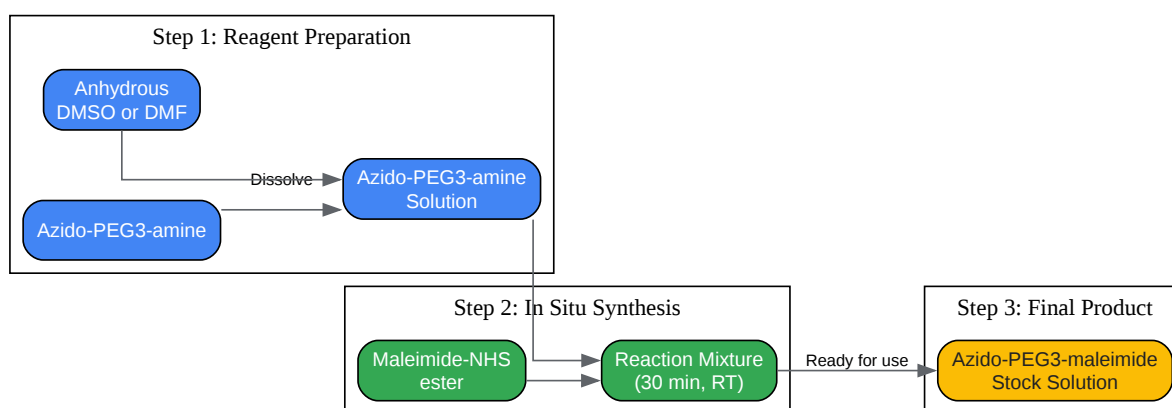 Step 1: Reagent Preparation
Anhydrous
DMSO or DMF
Dissolve
Azido-PEG3-amine
Solution
Azido-PEG3-amine
Step 2: In Situ Synthesis
Maleimide-NHS
ester
Reaction Mixture
(30 min, RT)
Ready for use
Step 3: Final Product
Azido-PEG3-maleimide
Stock Solution